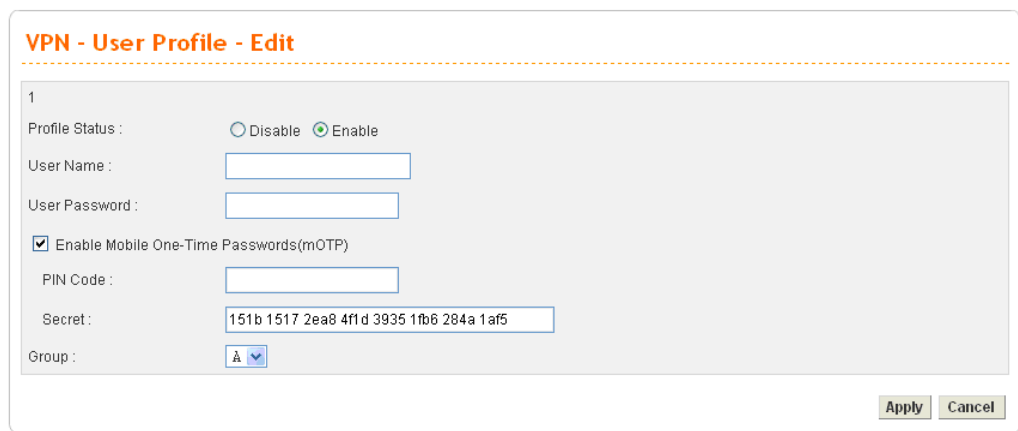 VPN - User Profile - Edit
1
Profile Status : Disable Enable
User Name :
User Password :
Enable Mobile One-Time Passwords(mOTP)
PIN Code :
Secret : 151b 1517 2ea8 4f1d 3935 1fb6 284a 1af5
Group : A
Apply Cancel